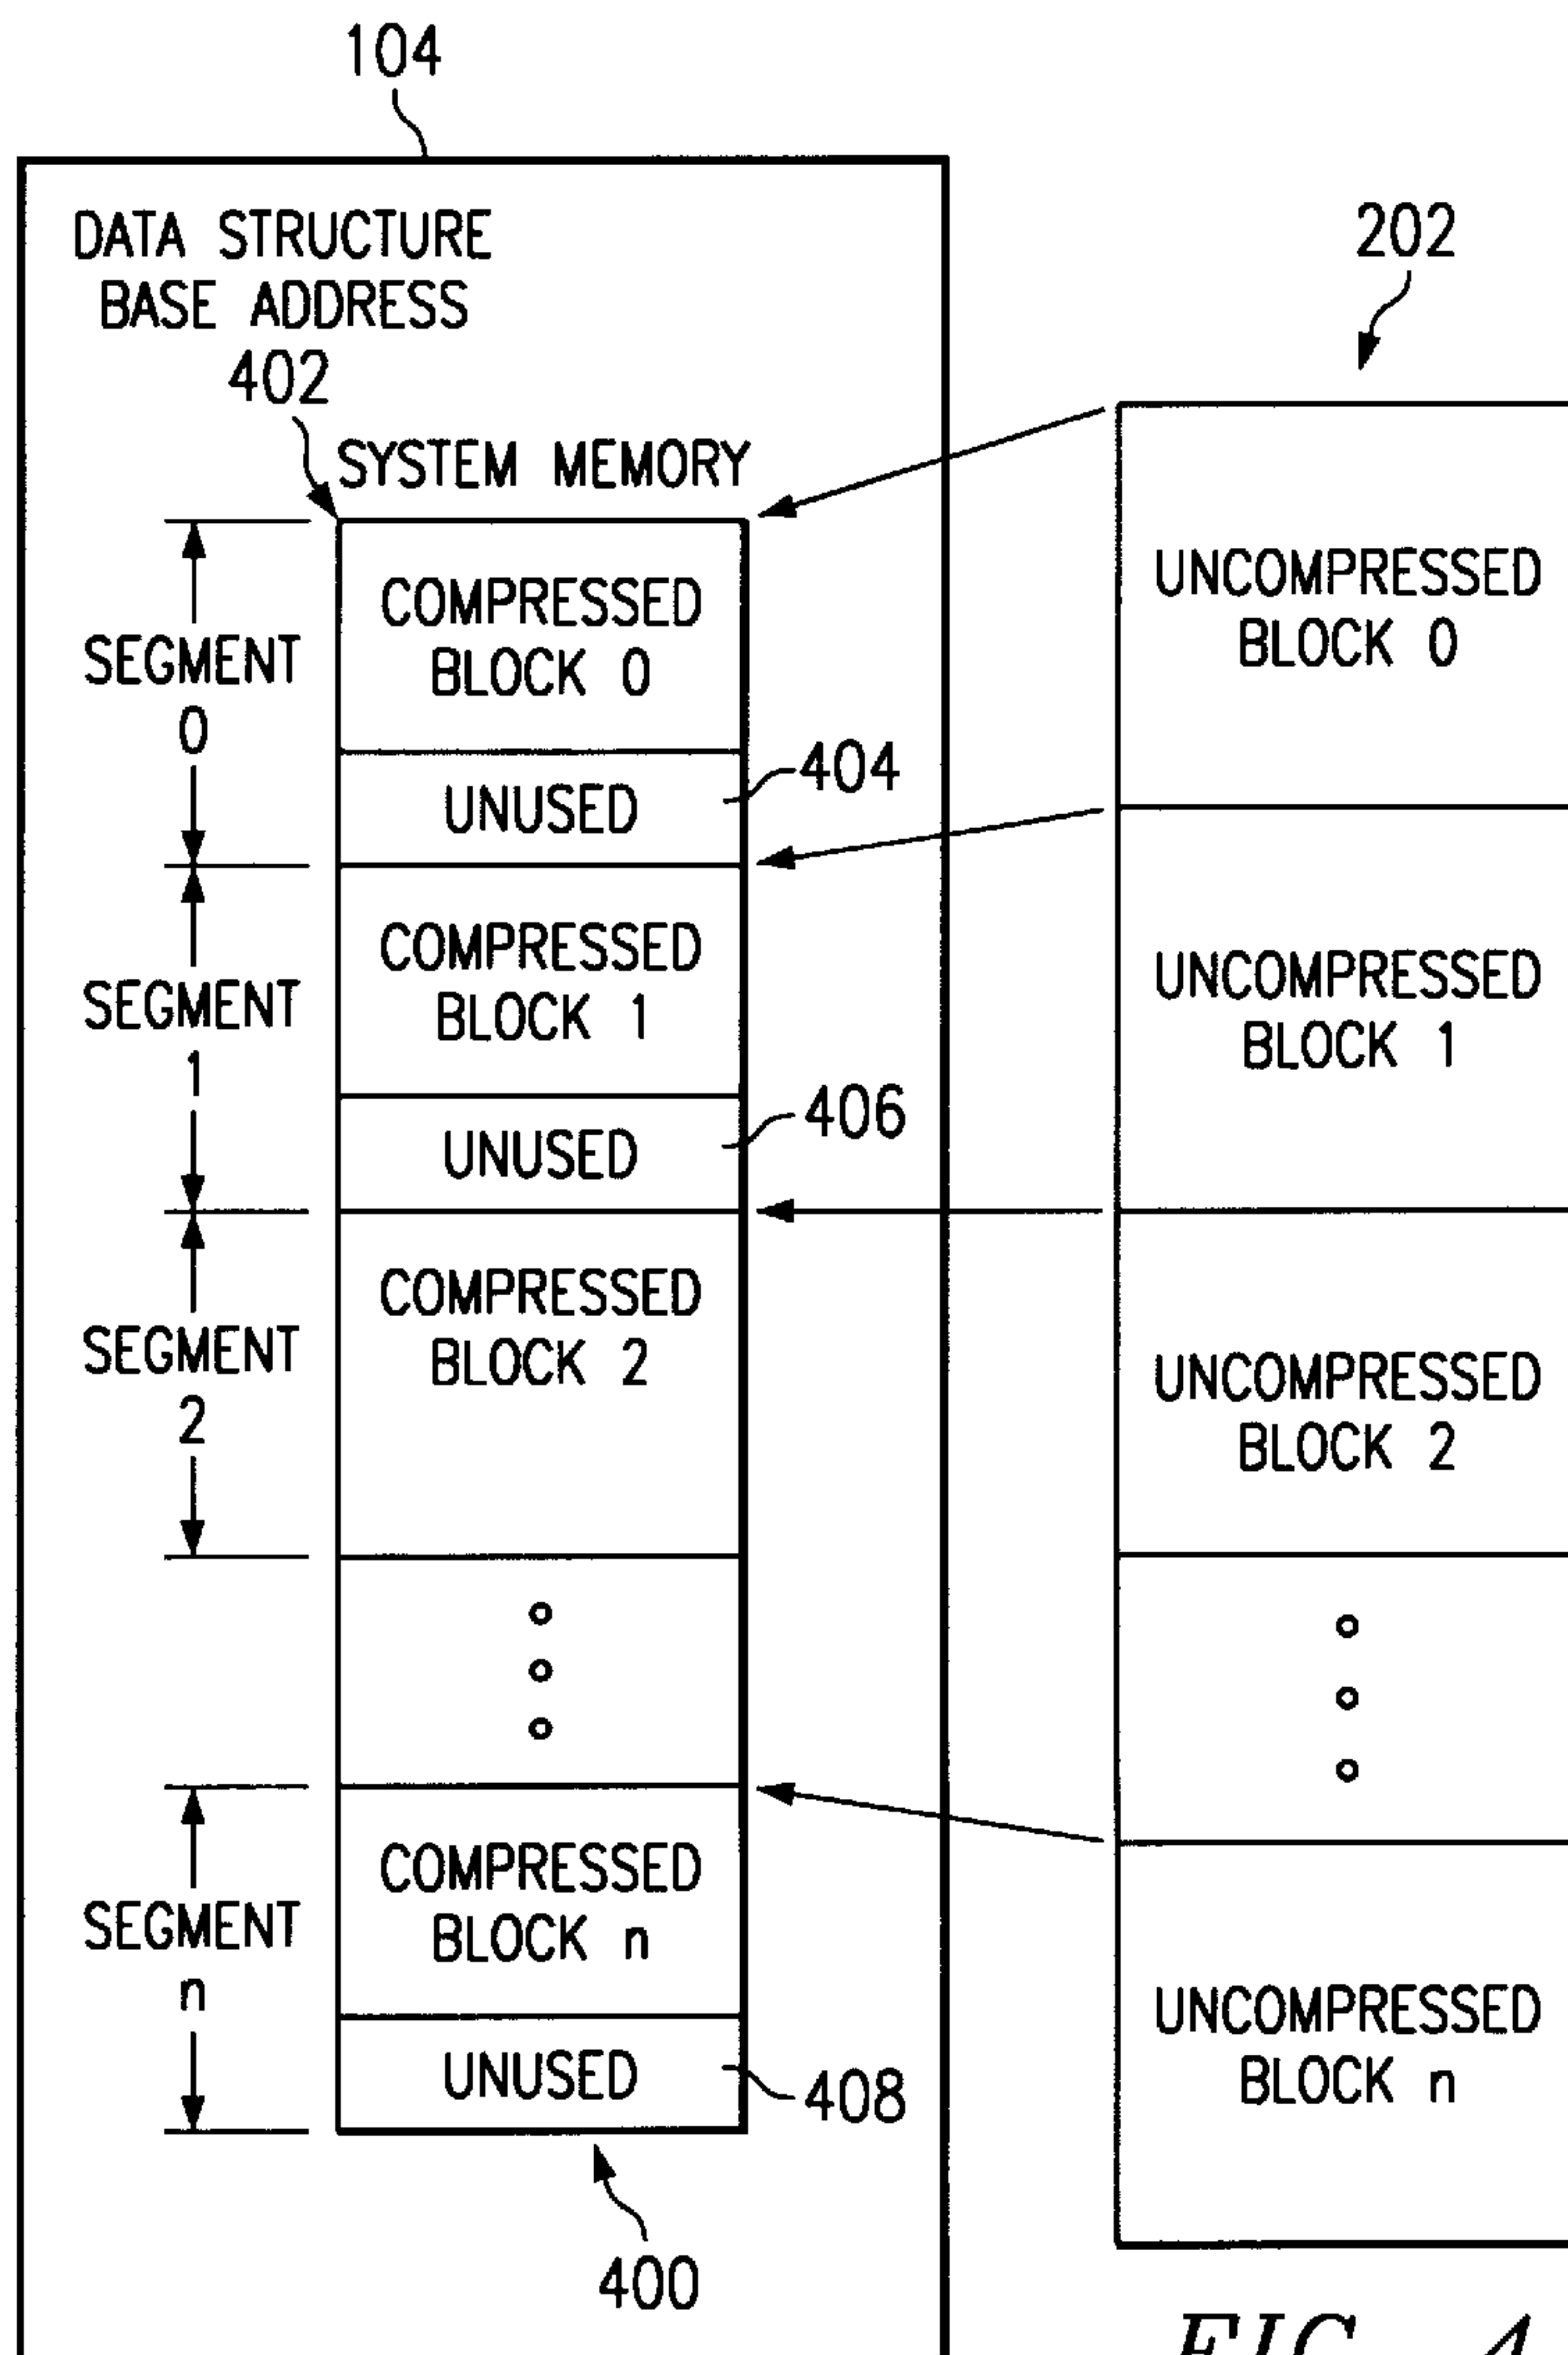 104
DATA STRUCTURE
BASE ADDRESS
402
SYSTEM MEMORY
COMPRESSED
BLOCK 0
SEGMENT
0
UNUSED
404
COMPRESSED
BLOCK 1
SEGMENT
1
UNUSED
406
COMPRESSED
BLOCK 2
SEGMENT
2
COMPRESSED
BLOCK n
SEGMENT
n
UNUSED
408
400
202
UNCOMPRESSED
BLOCK 0
UNCOMPRESSED
BLOCK 1
UNCOMPRESSED
BLOCK 2
UNCOMPRESSED
BLOCK n
FIG. 4